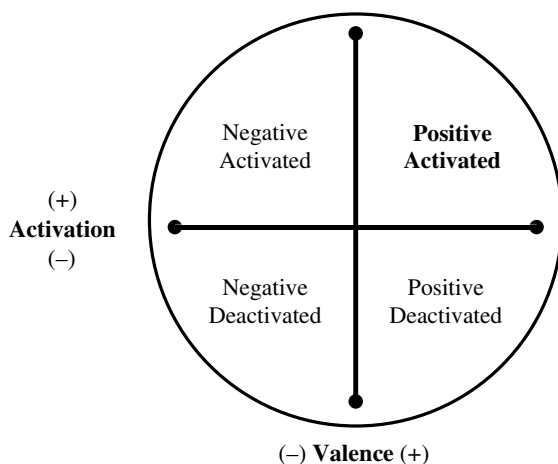 Negative
Activated
Positive
Activated
(+)
Activation
(–)
Negative
Deactivated
Positive
Deactivated
(–) Valence (+)